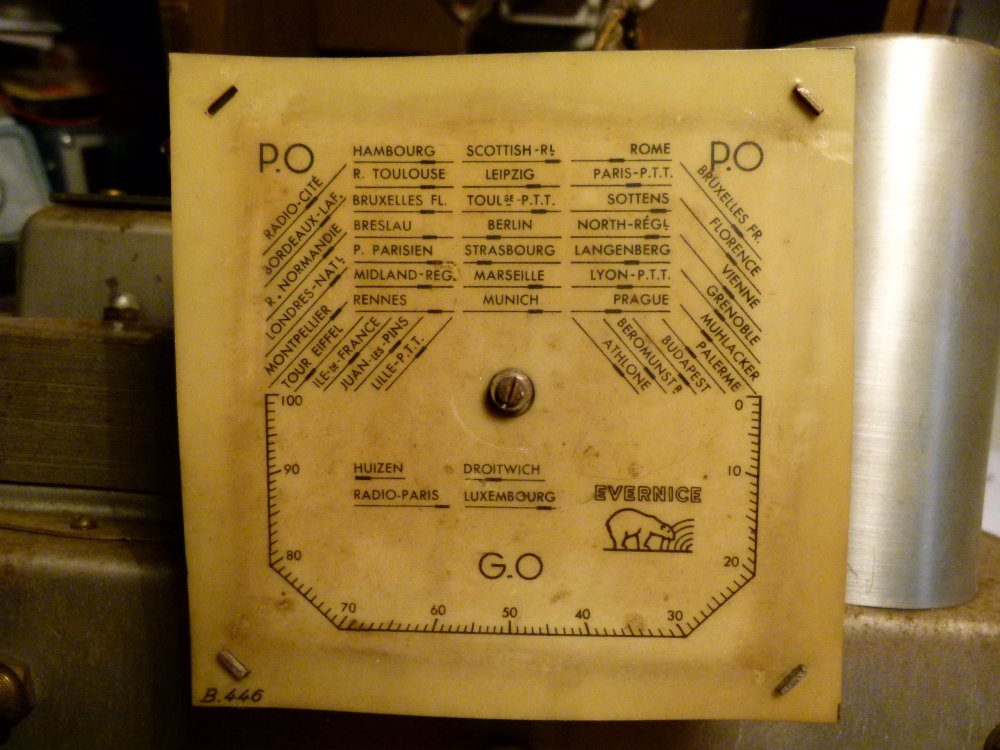 P.O
P.O
HAMBOURG SCOTTISH-Rᴸ ROME
R. TOULOUSE LEIPZIG PARIS-P.T.T.
BRUXELLES FL. TOULSE-P.T.T. SOTTENS
BRESLAU BERLIN NORTH-RÉGL
P. PARISIEN STRASBOURG LANGENBERG
MIDLAND-RÉG. MARSEILLE LYON-P.T.T.
RENNES MUNICH PRAGUE
RADIO-CITÉ
BORDEAUX-LAF.
R. NORMANDIE
LONDRES-NATL
MONTPELLIER
TOUR EIFFEL
ILE-DE-FRANCE
JUAN-LES-PINS
LILLE-P.T.T.
BRUXELLES FR.
FLORENCE
VIENNE
GRENOBLE
MUHLACKER
PALERME
BUDAPEST
BEROMUNSTR
ATHLONE
100 0
90 10
80 20
70 60 50 40 30
HUIZEN DROITWICH
RADIO-PARIS LUXEMBOURG
EVERNICE
G.O
B.446